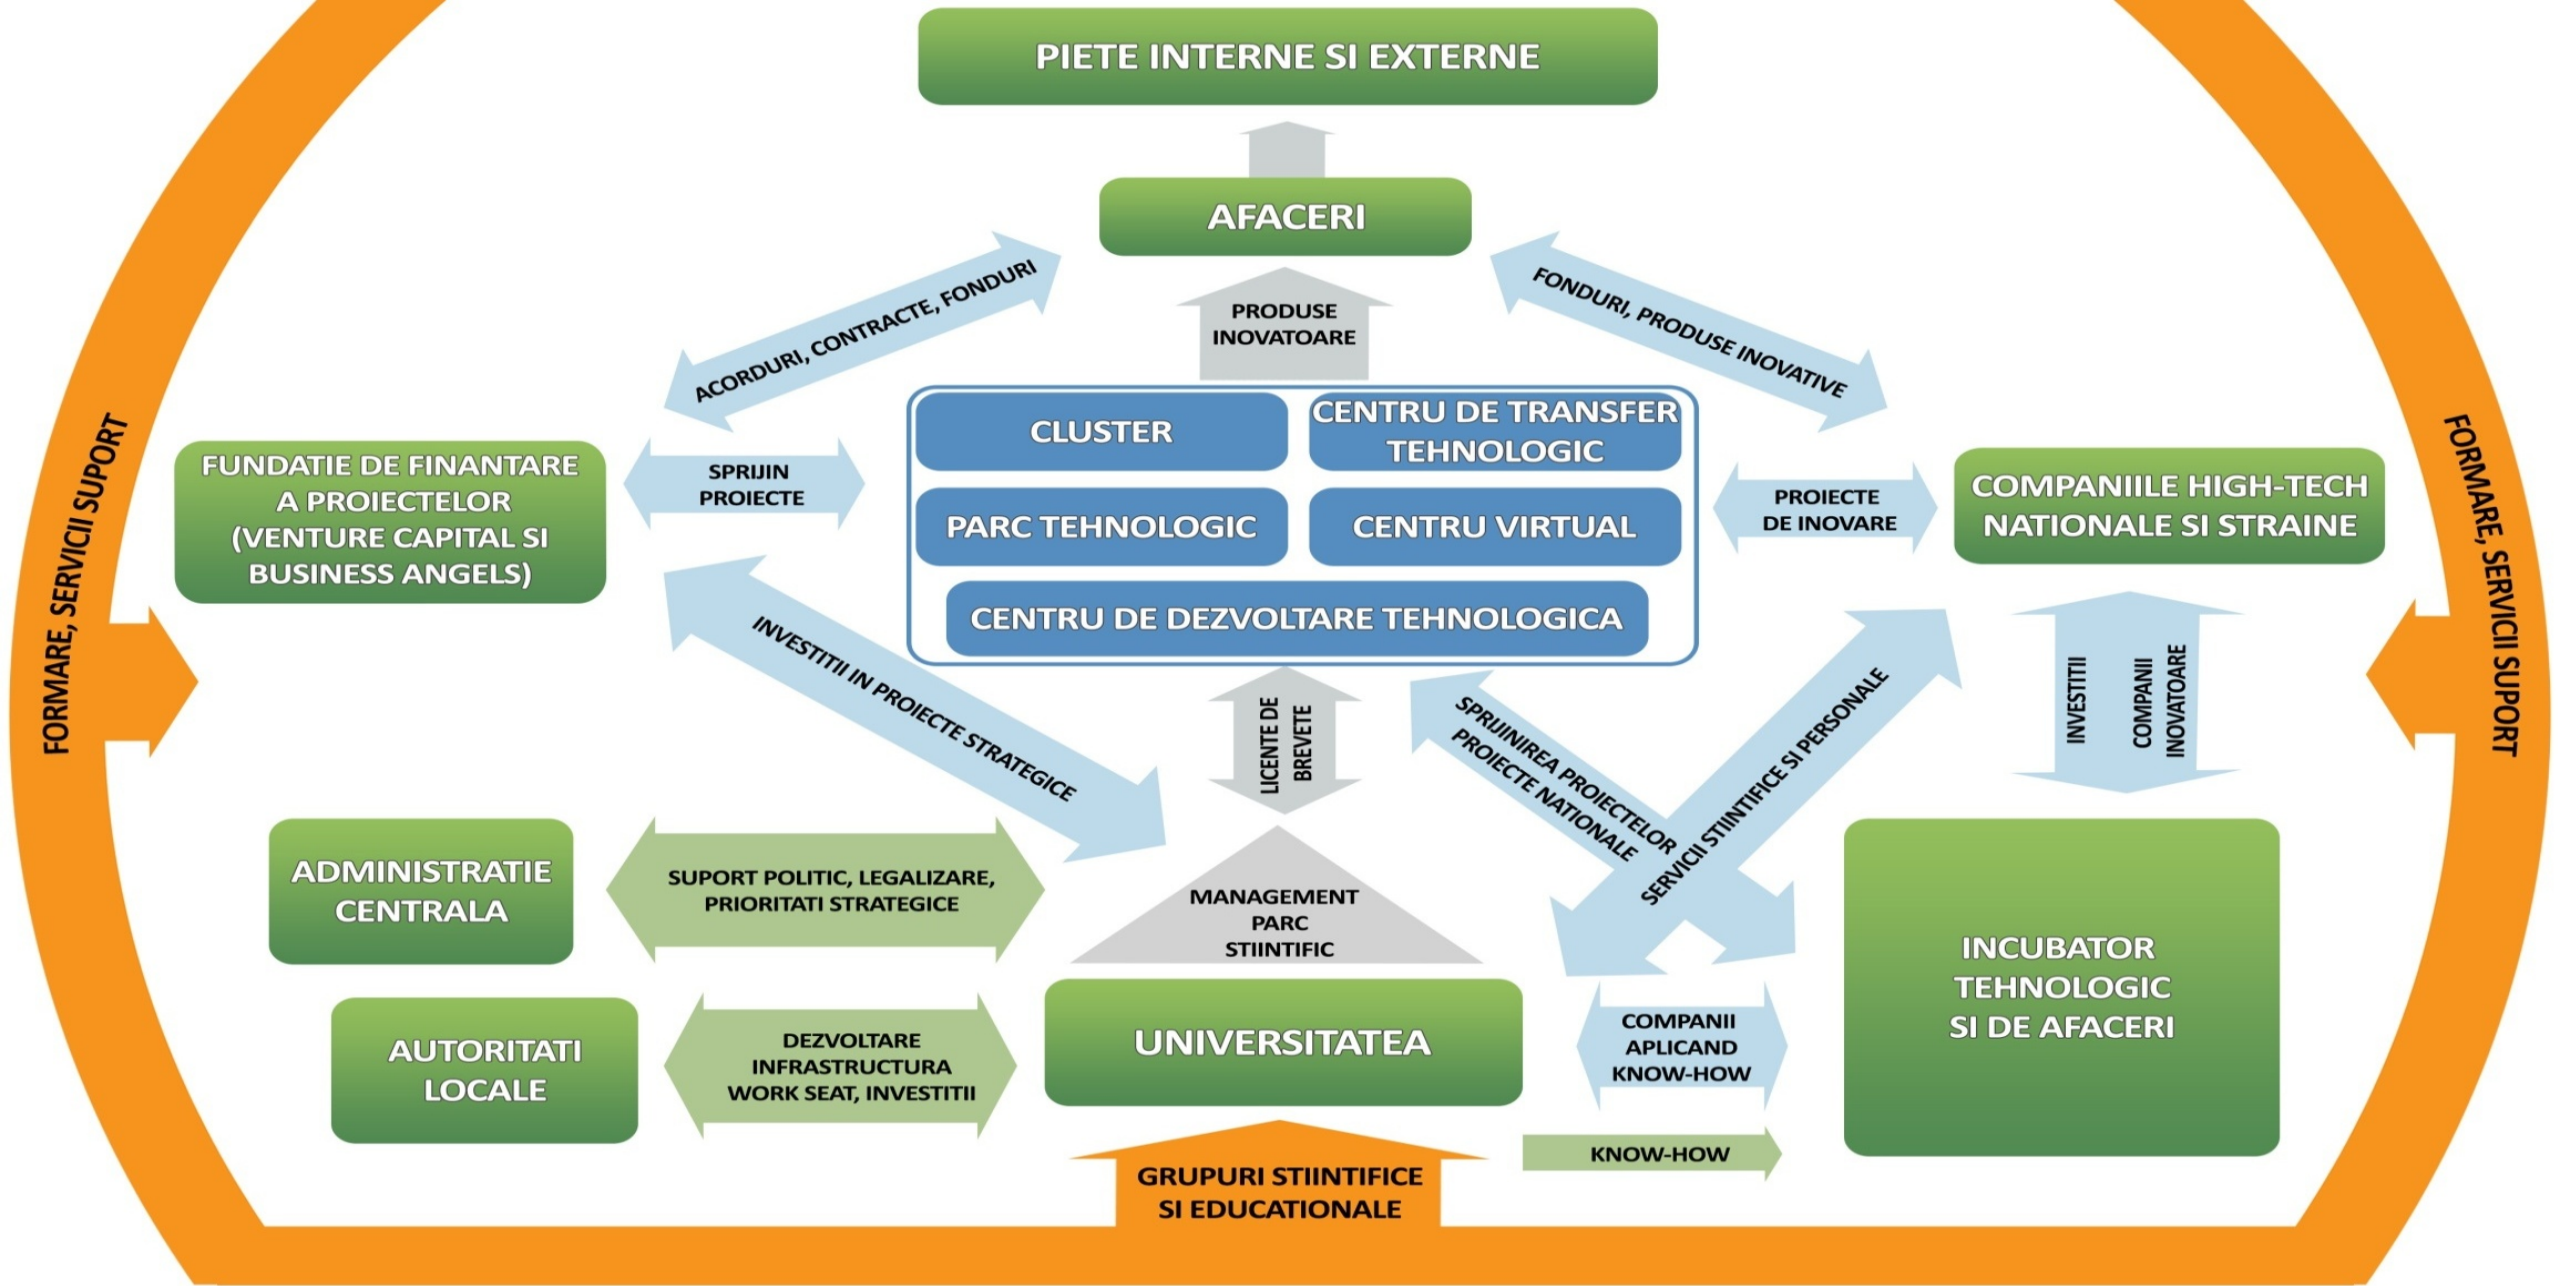 PIETE INTERNE SI EXTERNE
AFACERI
ACORDURI, CONTRACTE, FONDURI
PRODUSE
INOVATOARE
FONDURI, PRODUSE INOVATIVE
FORMARE, SERVICII SUPORT
FUNDATIE DE FINANTARE
A PROIECTELOR
(VENTURE CAPITAL SI
BUSINESS ANGELS)
SPRIJIN
PROIECTE
CLUSTER
CENTRU DE TRANSFER
TEHNOLOGIC
PARC TEHNOLOGIC
CENTRU VIRTUAL
CENTRU DE DEZVOLTARE TEHNOLOGICA
PROIECTE
DE INOVARE
COMPANIILE HIGH-TECH
NATIONALE SI STRAINE
FORMARE, SERVICII SUPORT
INVESTITII IN PROIECTE STRATEGICE
LICENTE DE
BREVETE
SPRIJINIREA PROIECTELOR
PROIECTE NATIONALE
SERVICII STIINTIFICE SI PERSONALE
INVESTITII
COMPANII
INOVATOARE
ADMINISTRATIE
CENTRALA
SUPORT POLITIC, LEGALIZARE,
PRIORITATI STRATEGICE
MANAGEMENT
PARC
STIINTIFIC
AUTORITATI
LOCALE
DEZVOLTARE
INFRASTRUCTURA
WORK SEAT, INVESTITII
UNIVERSITATEA
COMPANII
APLICAND
KNOW-HOW
KNOW-HOW
INCUBATOR
TEHNOLOGIC
SI DE AFACERI
GRUPURI STIINTIFICE
SI EDUCATIONALE